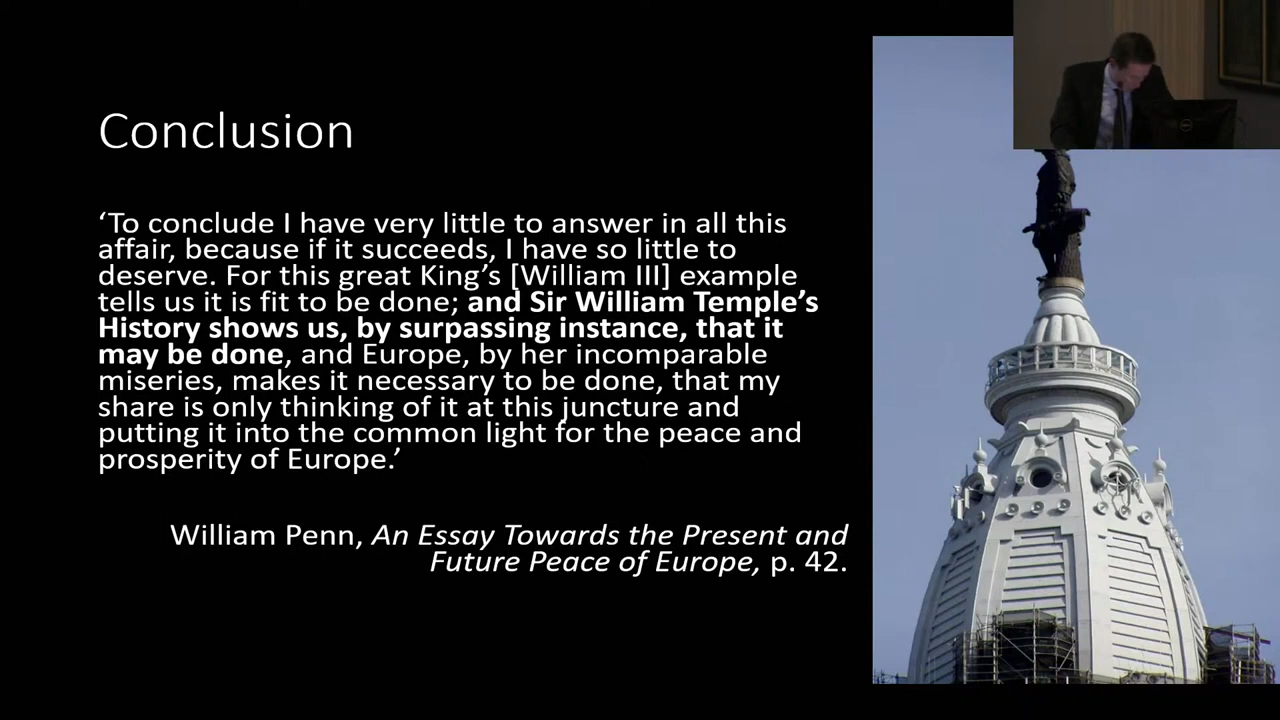 Conclusion
‘To conclude I have very little to answer in all this
affair, because if it succeeds, I have so little to
deserve. For this great King’s [William III] example
tells us it is fit to be done; and Sir William Temple’s
History shows us, by surpassing instance, that it
may be done, and Europe, by her incomparable
miseries, makes it necessary to be done, that my
share is only thinking of it at this juncture and
putting it into the common light for the peace and
prosperity of Europe.’
William Penn, An Essay Towards the Present and
Future Peace of Europe, p. 42.